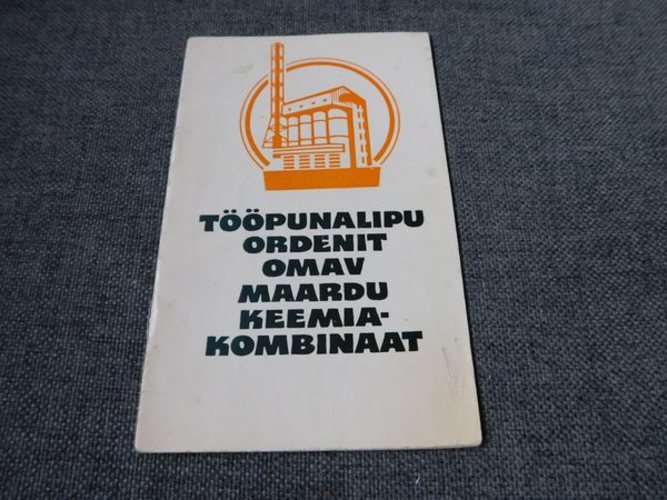 TÖÖPUNALIPU
ORDENIT
OMAV
MAARDU
KEEMIA-
KOMBINAAT